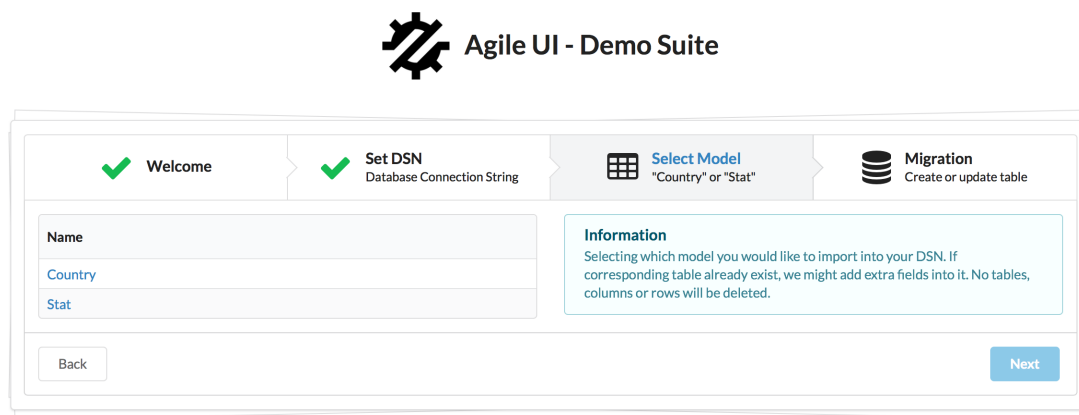 Agile UI - Demo Suite
Welcome
Set DSN
Database Connection String
Select Model
"Country" or "Stat"
Migration
Create or update table
Name
Country
Stat
Information
Selecting which model you would like to import into your DSN. If
corresponding table already exist, we might add extra fields into it. No tables,
columns or rows will be deleted.
Back
Next